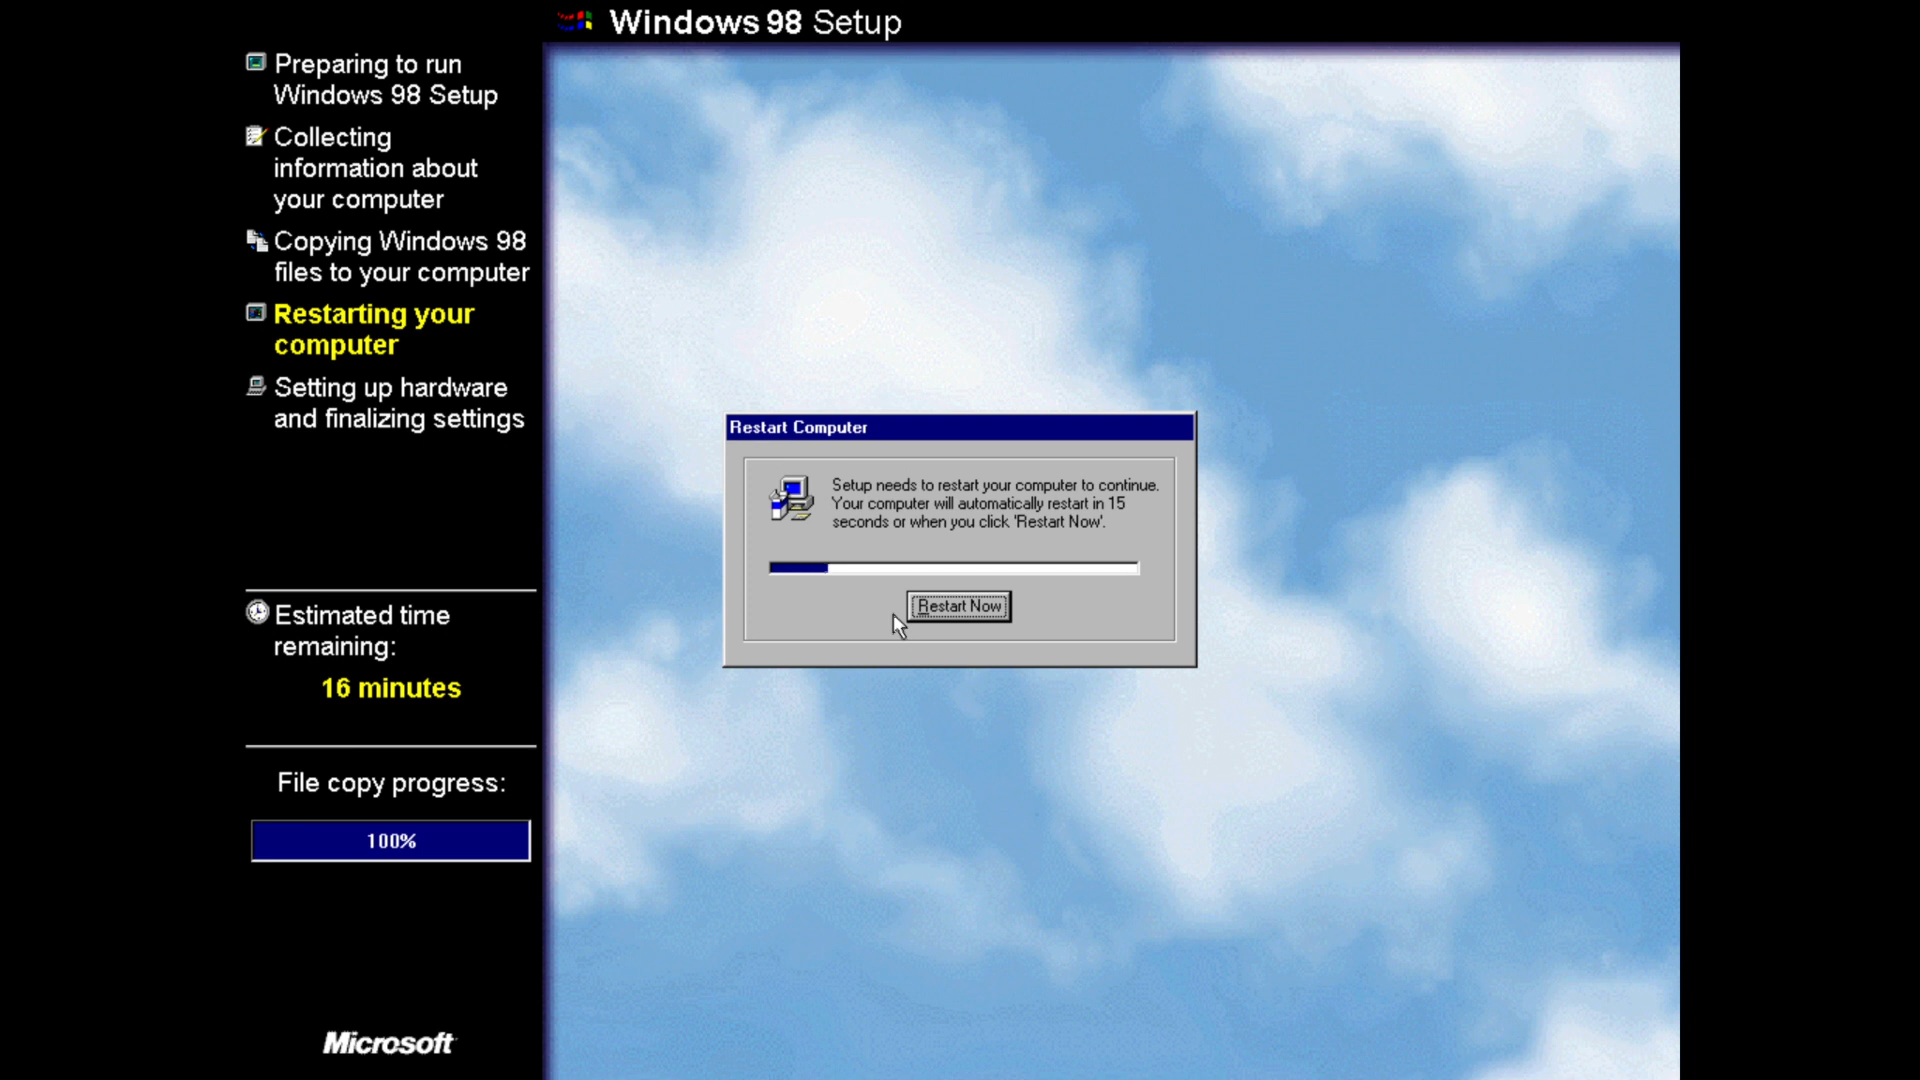 Windows 98 Setup
Preparing to run
Windows 98 Setup
Collecting
information about
your computer
Copying Windows 98
files to your computer
Restarting your
computer
Setting up hardware
and finalizing settings
Estimated time
remaining:
16 minutes
File copy progress:
100%
Microsoft
Restart Computer
Setup needs to restart your computer to continue.
Your computer will automatically restart in 15
seconds or when you click 'Restart Now'.
Restart Now